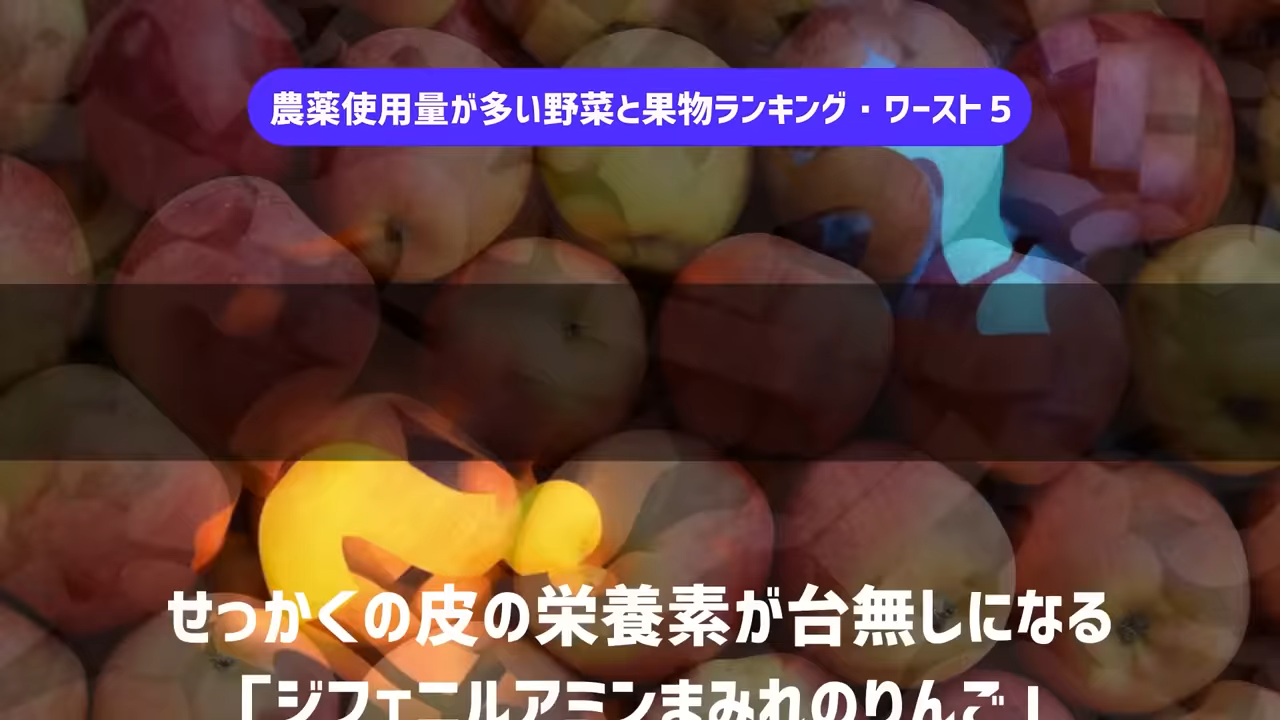 農薬使用量が多い野菜と果物ランキング・ワースト５
せっかくの皮の栄養素が台無しになる
「ジフェニルアミンまみれのりんご」